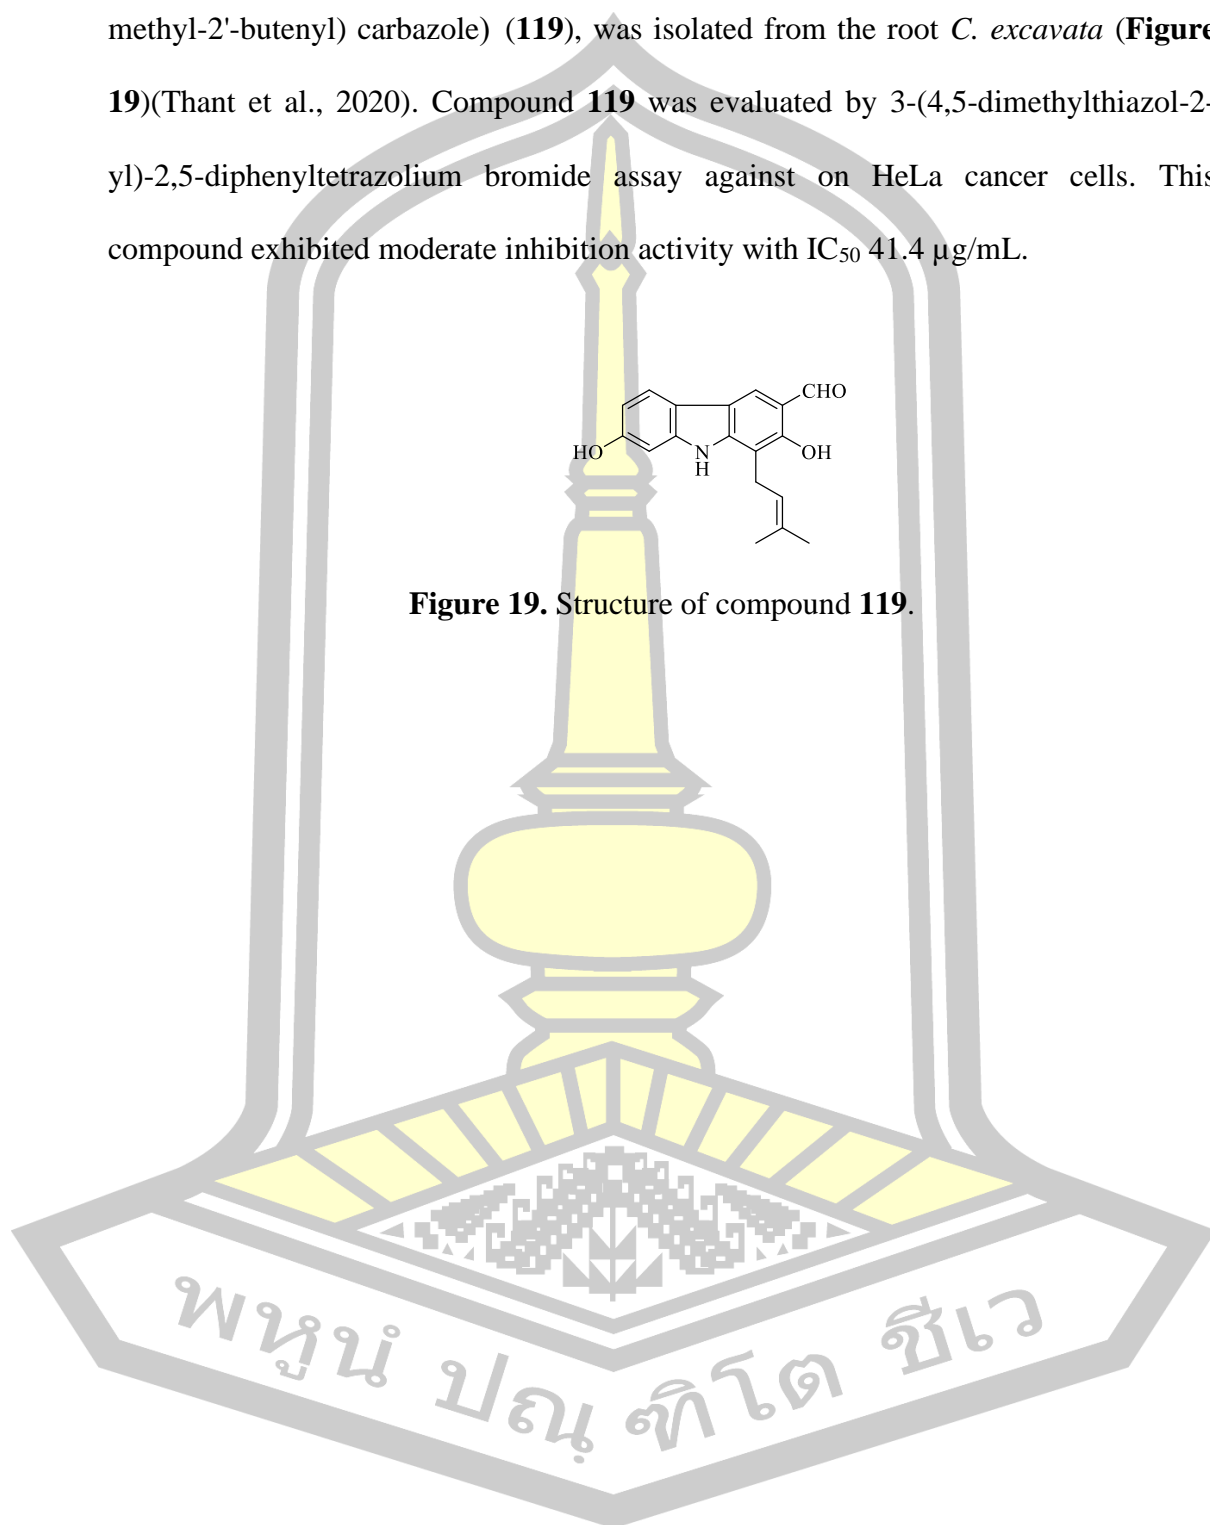 methyl-2'-butenyl) carbazole) (119), was isolated from the root C. excavata (Figure
19)(Thant et al., 2020). Compound 119 was evaluated by 3-(4,5-dimethylthiazol-2-
yl)-2,5-diphenyltetrazolium bromide assay against on HeLa cancer cells. This
compound exhibited moderate inhibition activity with IC50 41.4 µg/mL.
CHO
HO
N
H
OH
Figure 19. Structure of compound 119.
พหูนํ ปณฺฑิโต ชีเว